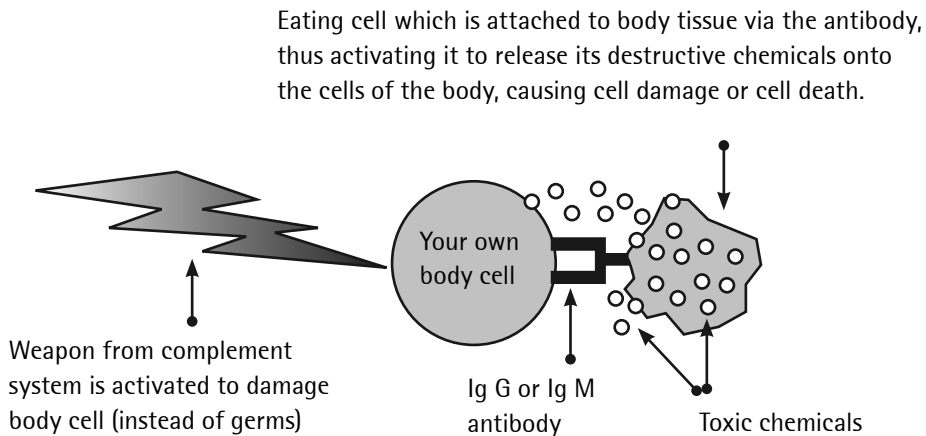 Eating cell which is attached to body tissue via the antibody,
thus activating it to release its destructive chemicals onto
the cells of the body, causing cell damage or cell death.
Your own
body cell
Weapon from complement
system is activated to damage
body cell (instead of germs)
Ig G or Ig M
antibody
Toxic chemicals